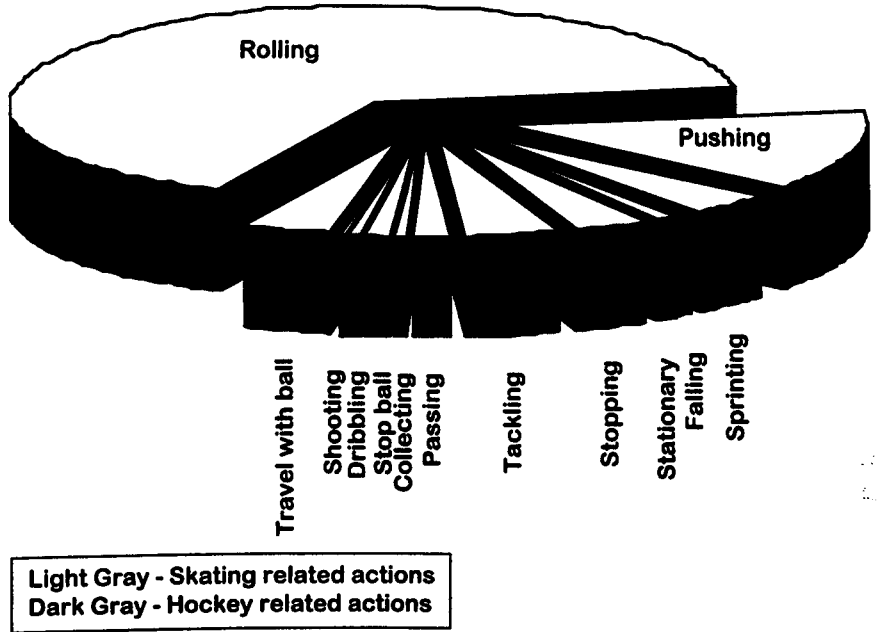 Rolling
Pushing
Travel with ball
Shooting
Dribbling
Stop ball
Collecting
Passing
Tackling
Stopping
Stationary
Falling
Sprinting
Light Gray - Skating related actions
Dark Gray - Hockey related actions